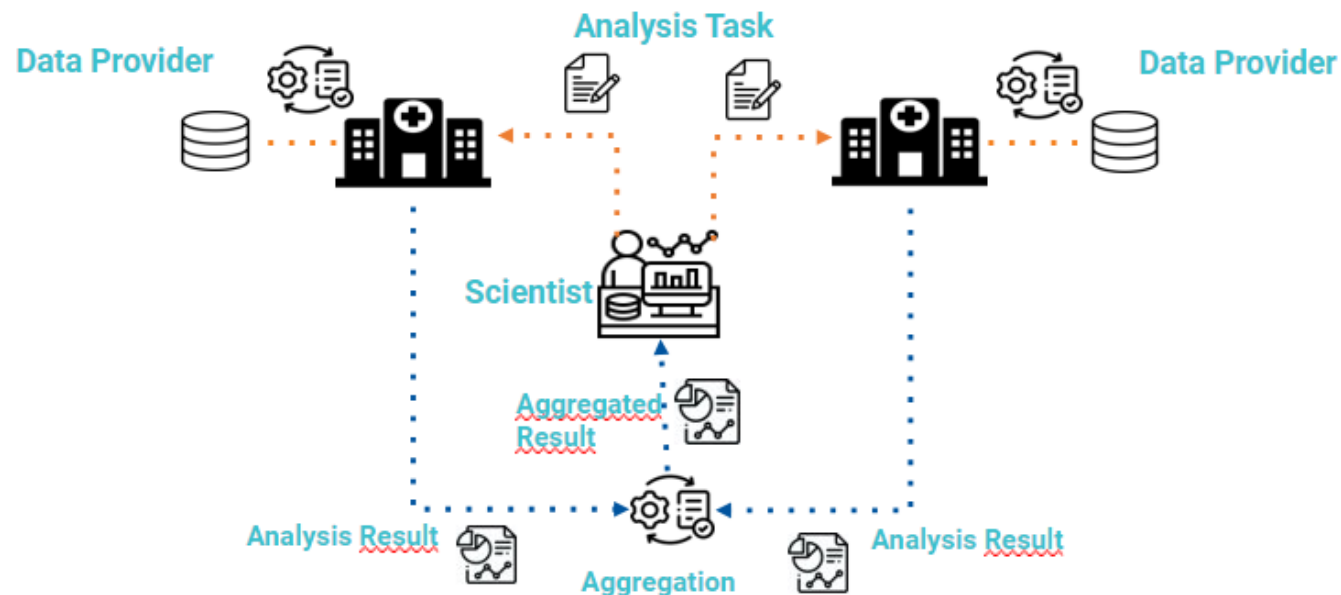 Analysis Task
Data Provider
Data Provider
Scientist
Aggregated
Result
Analysis Result
Analysis Result
Aggregation